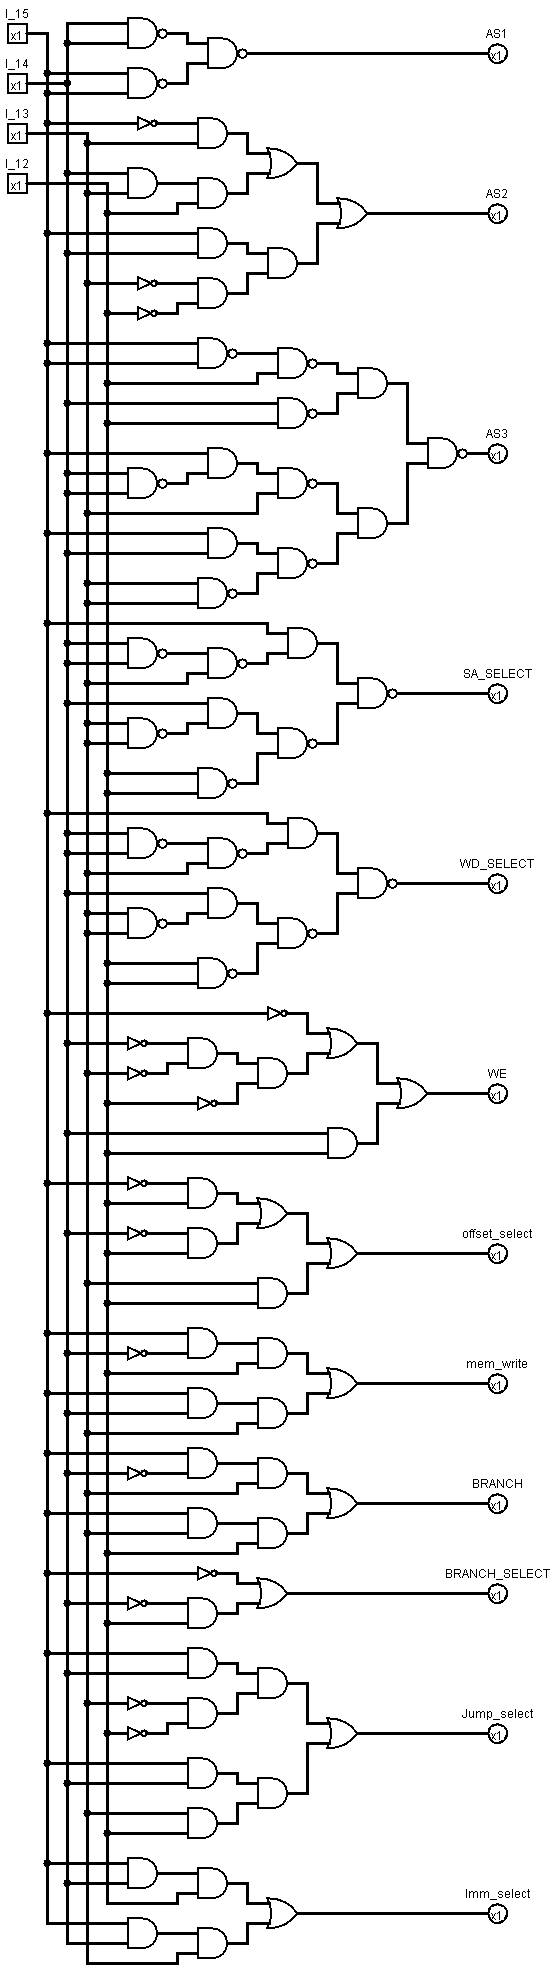 I_15
x1
AS1
x1
I_14
x1
I_13
x1
I_12
x1
AS2
x1
AS3
x1
SA_SELECT
x1
WD_SELECT
x1
WE
x1
offset_select
x1
mem_write
x1
BRANCH
x1
BRANCH_SELECT
x1
Jump_select
x1
Imm_select
x1